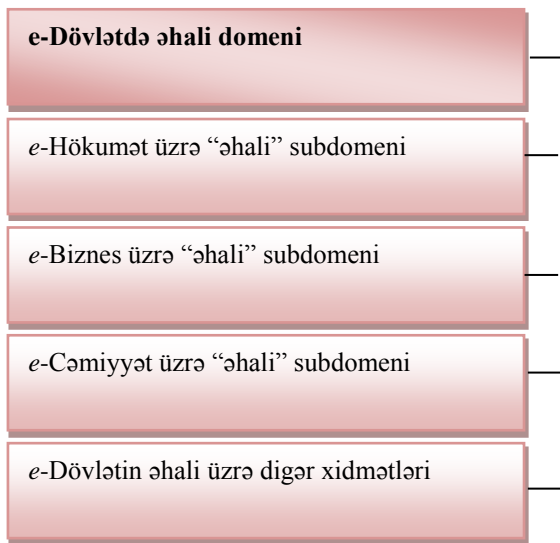 e-Dövlətdə əhali domeni
e-Hökumət üzrə “əhali” subdomeni
e-Biznes üzrə “əhali” subdomeni
e-Cəmiyyət üzrə “əhali” subdomeni
e-Dövlətin əhali üzrə digər xidmətləri